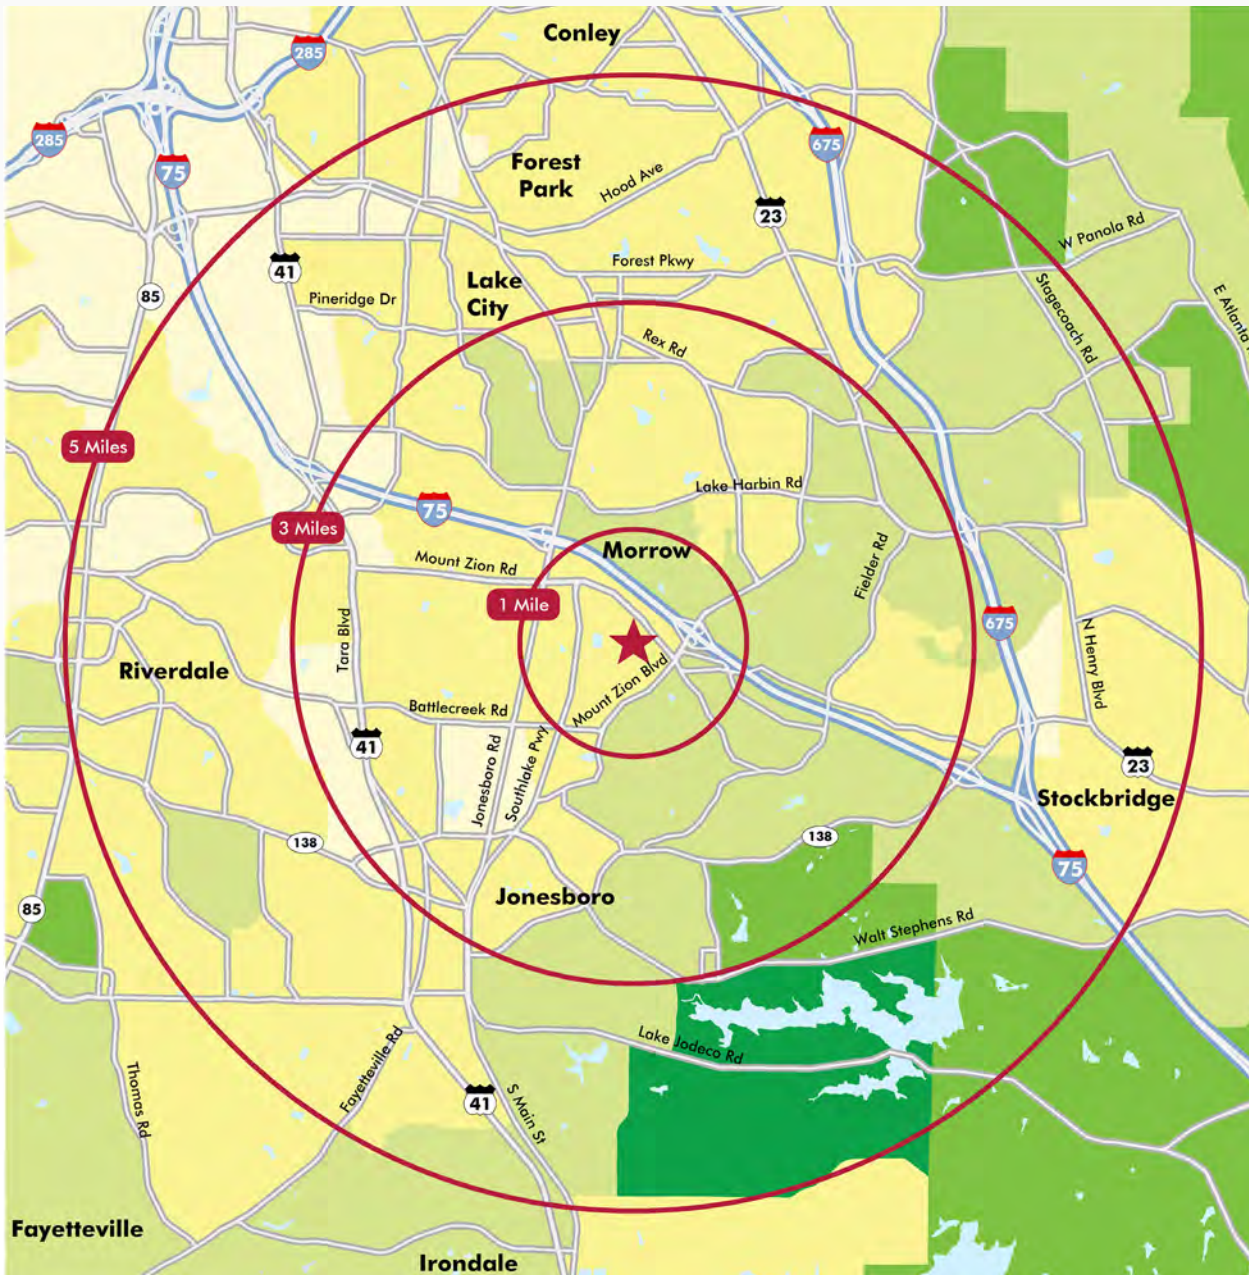 Conley
285
285
675
75
Forest
Park
Hood Ave
23
W Panola Rd
Forest Pkwy
41
Lake
City
85
Pineridge Dr
Stagecoach Rd
E Atlanta
Rex Rd
5 Miles
Lake Harbin Rd
75
3 Miles
Morrow
Mount Zion Rd
Fielder Rd
1 Mile
675
Tara Blvd
N Henry Blvd
Riverdale
Mount Zion Blvd
Battlecreek Rd
41
Jonesboro Rd
Southlake Pwy
23
Stockbridge
138
138
75
Jonesboro
85
Walt Stephens Rd
Lake Jodeco Rd
Fayetteville Rd
Thomas Rd
41
S Main St
Fayetteville
Irondale